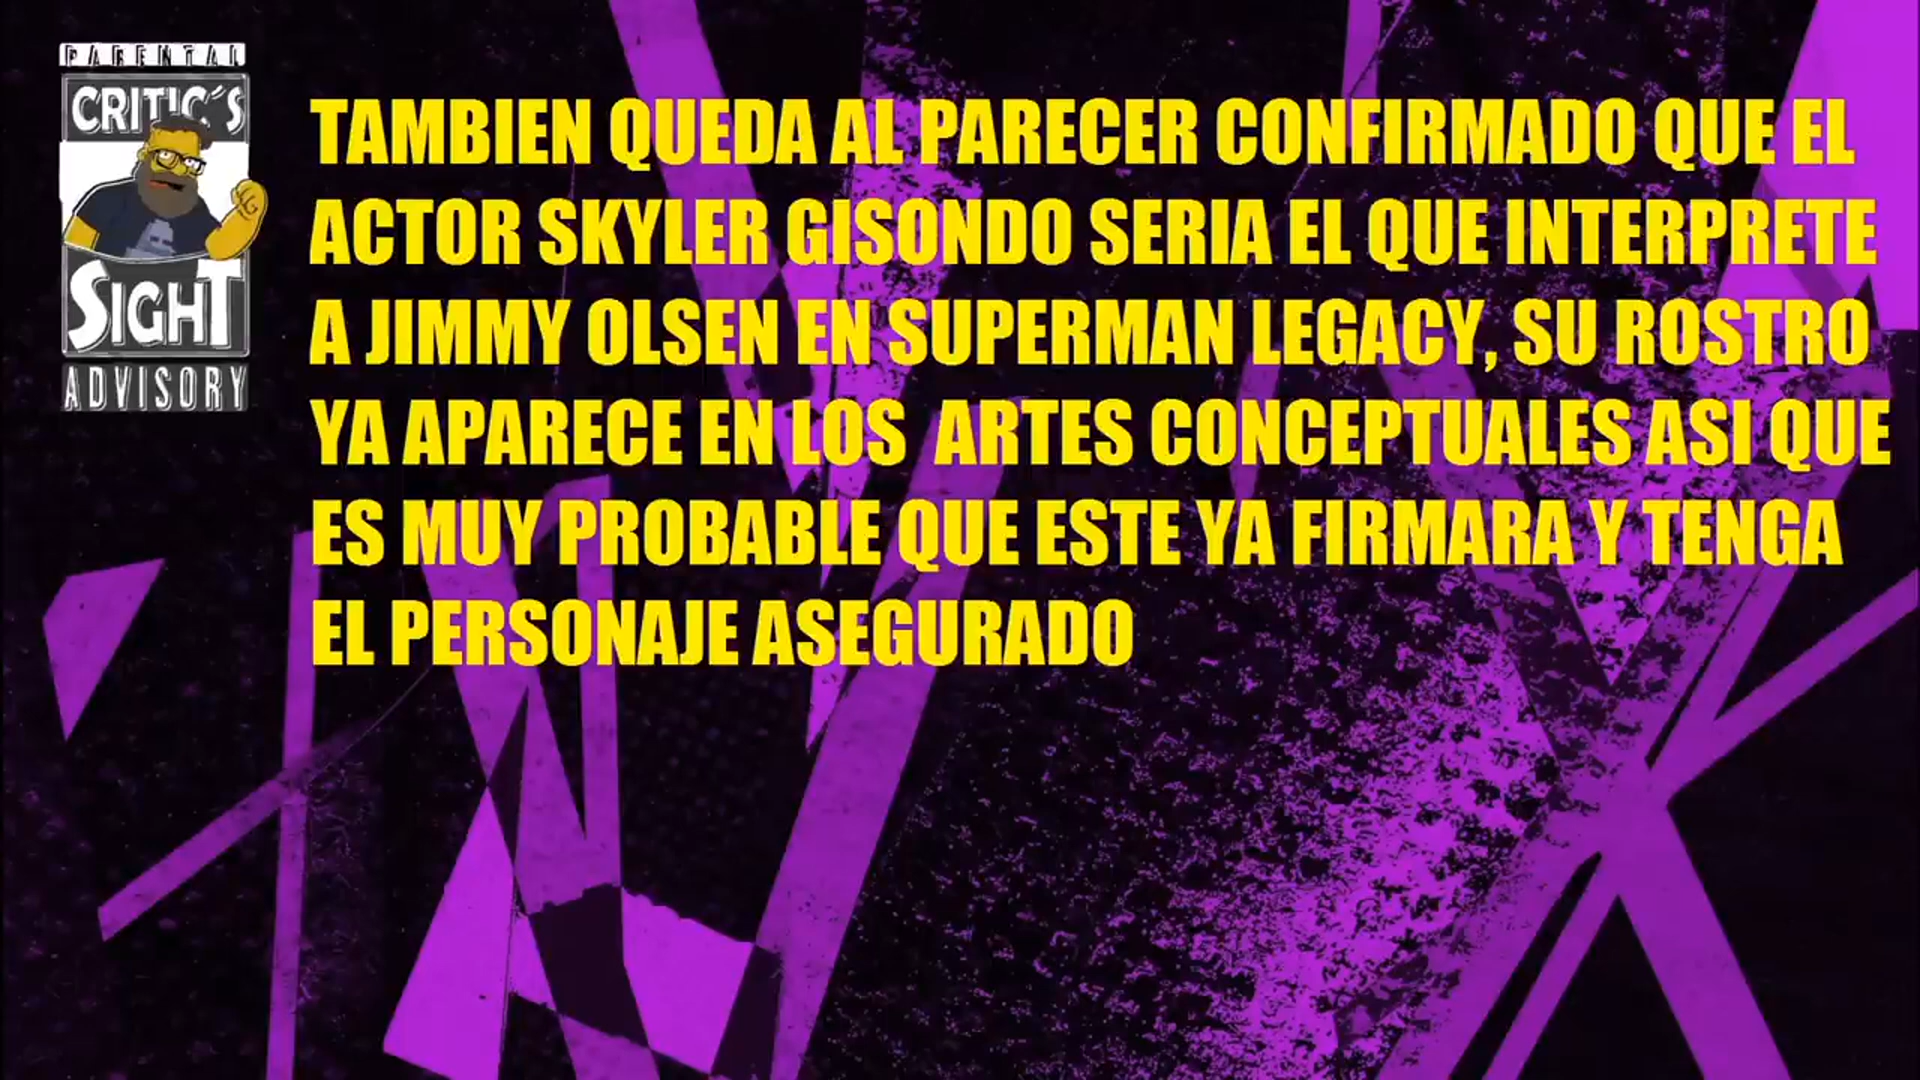 PARENTAL
CRITIC´S
SIGHT
ADVISORY
TAMBIEN QUEDA AL PARECER CONFIRMADO QUE EL
ACTOR SKYLER GISONDO SERIA EL QUE INTERPRETE
A JIMMY OLSEN EN SUPERMAN LEGACY, SU ROSTRO
YA APARECE EN LOS  ARTES CONCEPTUALES ASI QUE
ES MUY PROBABLE QUE ESTE YA FIRMARA Y TENGA
EL PERSONAJE ASEGURADO